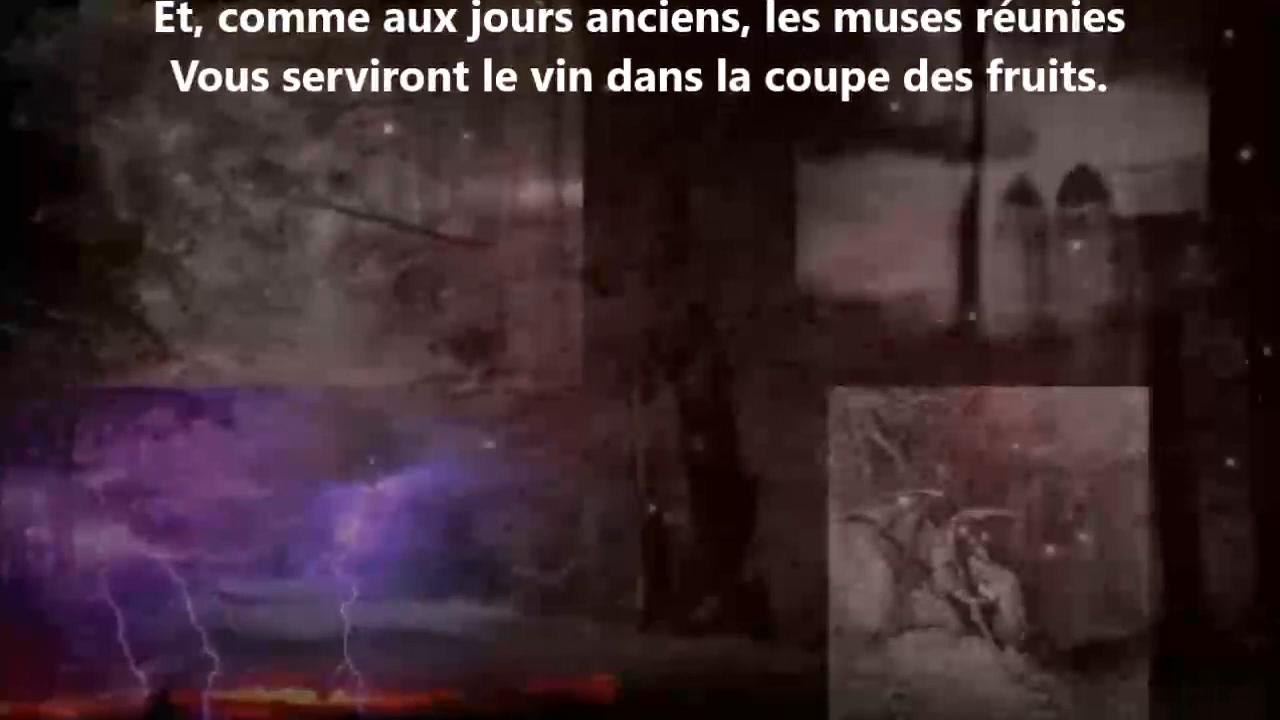 Et, comme aux jours anciens, les muses réunies
Vous serviront le vin dans la coupe des fruits.